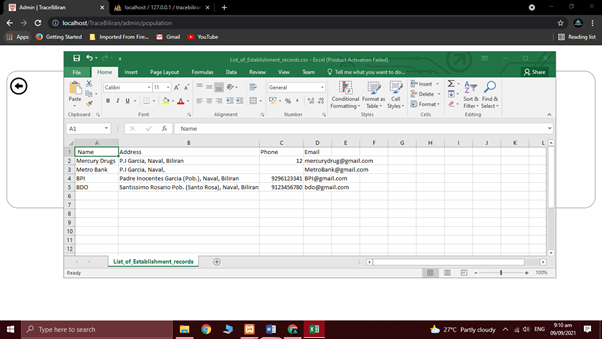 Admin | TraceBiliran
localhost / 127.0.0.1 / tracebiliran
localhost/TraceBiliran/admin/population
Apps Getting Started Imported From Fire... Gmail YouTube Reading list
List_of_Establishment_records.csv - Excel (Product Activation Failed)
File Home Insert Page Layout Formulas Data Review View Team Tell me what you want to do... Share
Paste
Calibri 11
General
Conditional Formatting
Format as Table
Cell Styles
Insert
Delete
Format
Sort & Filter
Find & Select
Clipboard Font Alignment Number Styles Cells Editing
A1 Name
A B C D E F G H I J K L
1 Name Address Phone Email
2 Mercury Drugs P.J Garcia, Naval, Biliran 12 mercurydrug@gmail.com
3 Metro Bank P.J Garcia, Naval, MetroBank@gmail.com
4 BPI Padre Inocentes Garcia (Pob.), Naval, Biliran 9296123341 BPI@gmail.com
5 BDO Santissimo Rosario Pob. (Santo Rosa), Naval, Biliran 9123456780 bdo@gmail.com
6
7
8
9
10
11
12
List_of_Establishment_records
Ready 100%
Type here to search
27°C Partly cloudy
ENG
9:10 am
09/09/2021